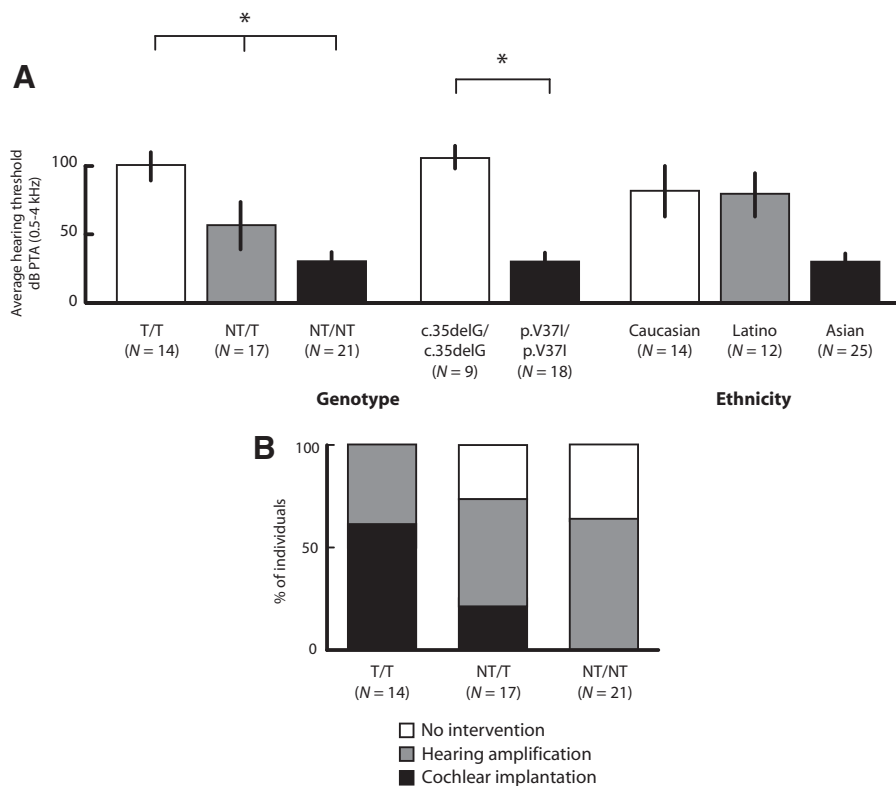 *
*
A
Average hearing threshold
dB PTA (0.5-4 kHz)
100
50
0
T/T
(N = 14)
NT/T
(N = 17)
NT/NT
(N = 21)
c.35delG/
c.35delG
(N = 9)
p.V37I/
p.V37I
(N = 18)
Caucasian
(N = 14)
Latino
(N = 12)
Asian
(N = 25)
Genotype
Ethnicity
B
% of individuals
100
50
0
T/T
(N = 14)
NT/T
(N = 17)
NT/NT
(N = 21)
No intervention
Hearing amplification
Cochlear implantation